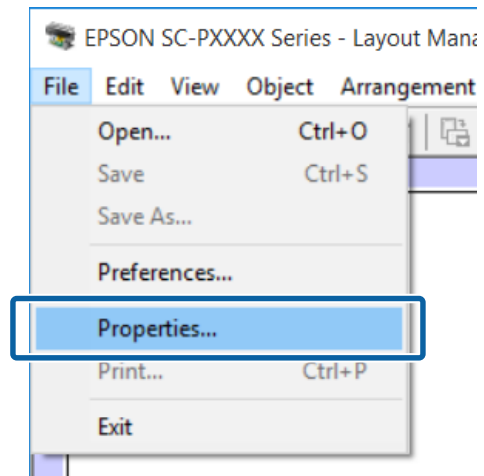 EPSON SC-PXXXX Series - Layout Mana
File Edit View Object Arrangement
Open... Ctrl+O
Save Ctrl+S
Save As...
Preferences...
Properties...
Print... Ctrl+P
Exit